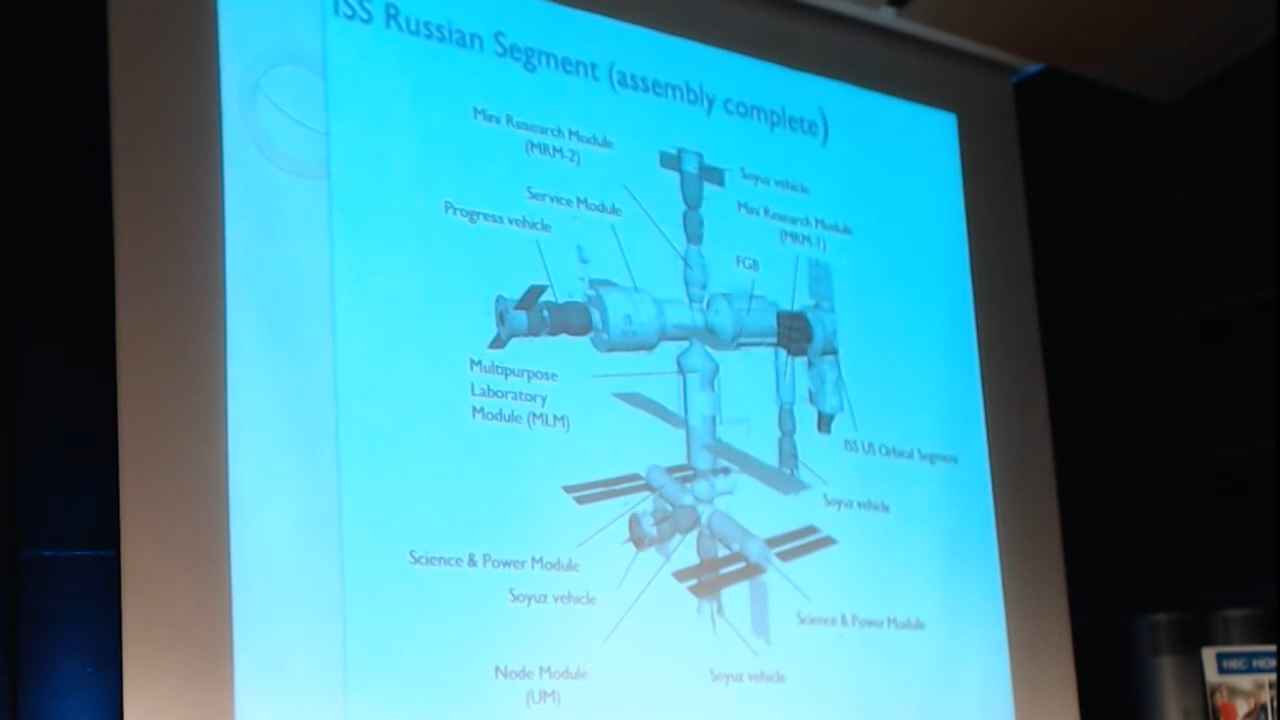 ISS Russian Segment (assembly complete)
Mini Research Module
(MRM-2)
Soyuz vehicle
Service Module
Mini Research Module
(MRM-1)
Progress vehicle
FGB
Multipurpose
Laboratory
Module (MLM)
ISS US Orbital Segment
Soyuz vehicle
Science & Power Module
Soyuz vehicle
Science & Power Module
Node Module
(UM)
Soyuz vehicle
NEC